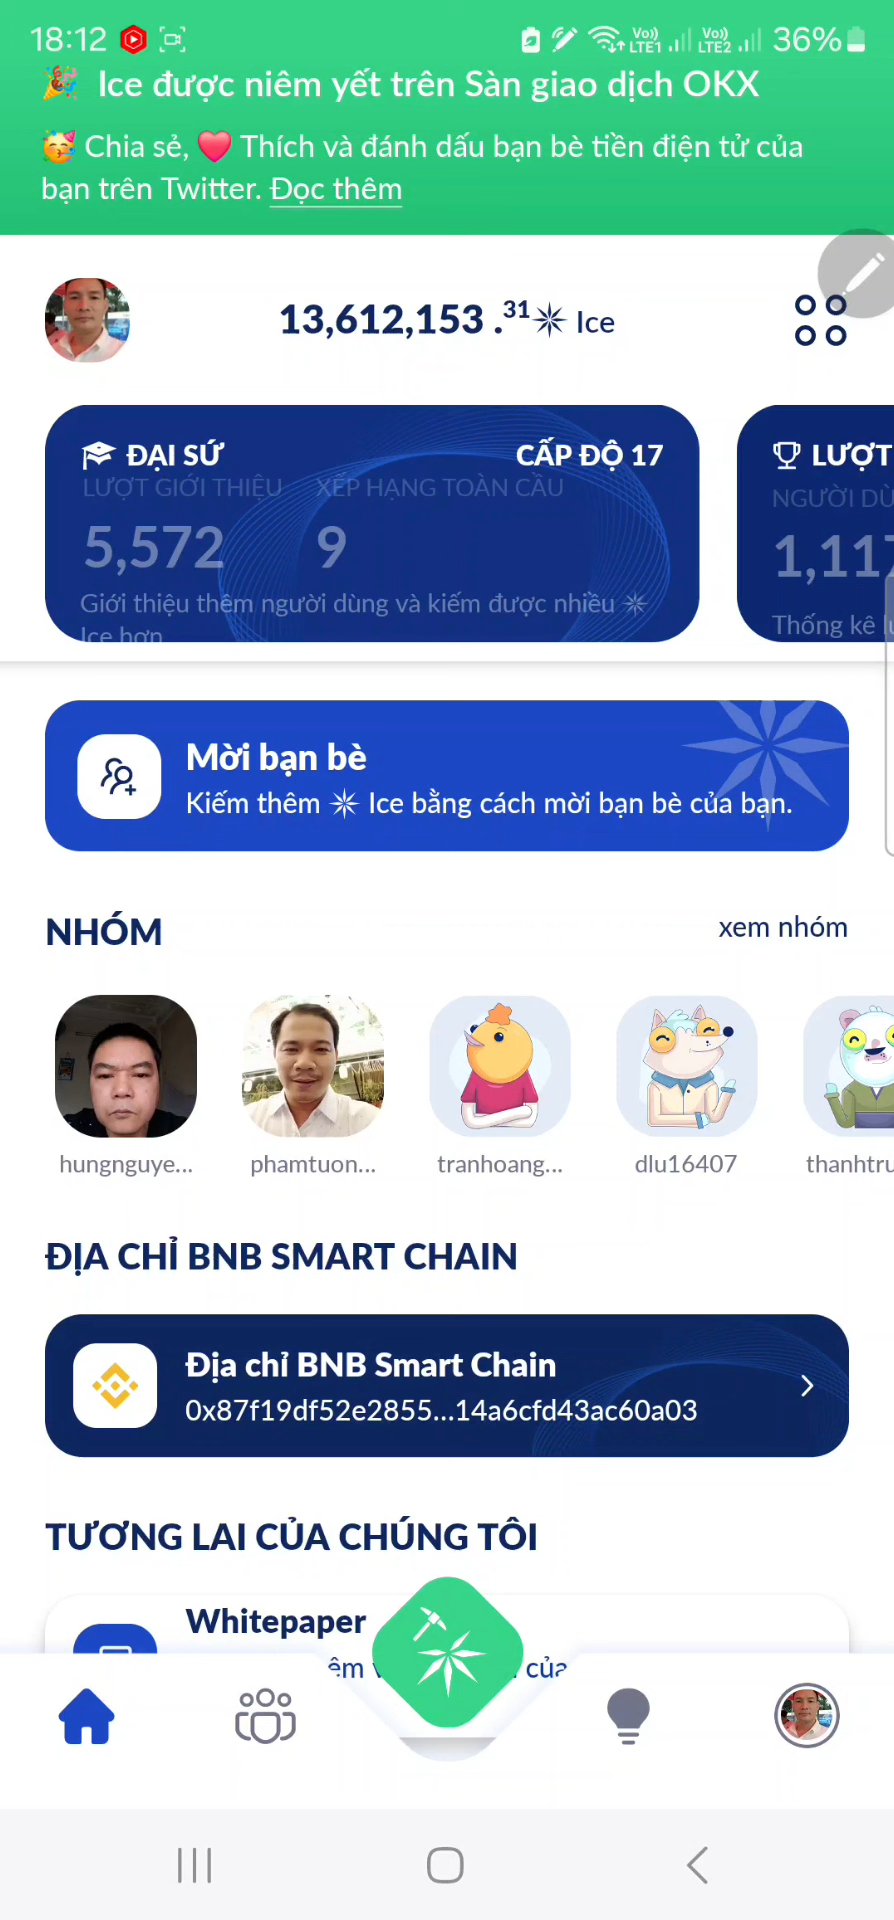 18:12
Vo)) LTE1 Vo)) LTE2 36%
Ice được niêm yết trên Sàn giao dịch OKX
Chia sẻ, Thích và đánh dấu bạn bè tiền điện tử của
bạn trên Twitter. Đọc thêm
13,612,153 .31 Ice
ĐẠI SỨ CẤP ĐỘ 17
LƯỢT GIỚI THIỆU XẾP HẠNG TOÀN CẦU
5,572 9
Giới thiệu thêm người dùng và kiếm được nhiều
Ice hơn
LƯỢT
NGƯỜI DÙ
1,117
Thống kê
Mời bạn bè
Kiếm thêm Ice bằng cách mời bạn bè của bạn.
NHÓM xem nhóm
hungnguye... phamtuon... tranhoang... dlu16407 thanhtru
ĐỊA CHỈ BNB SMART CHAIN
Địa chỉ BNB Smart Chain
0x87f19df52e2855...14a6cfd43ac60a03
TƯƠNG LAI CỦA CHÚNG TÔI
Whitepaper
êm v của